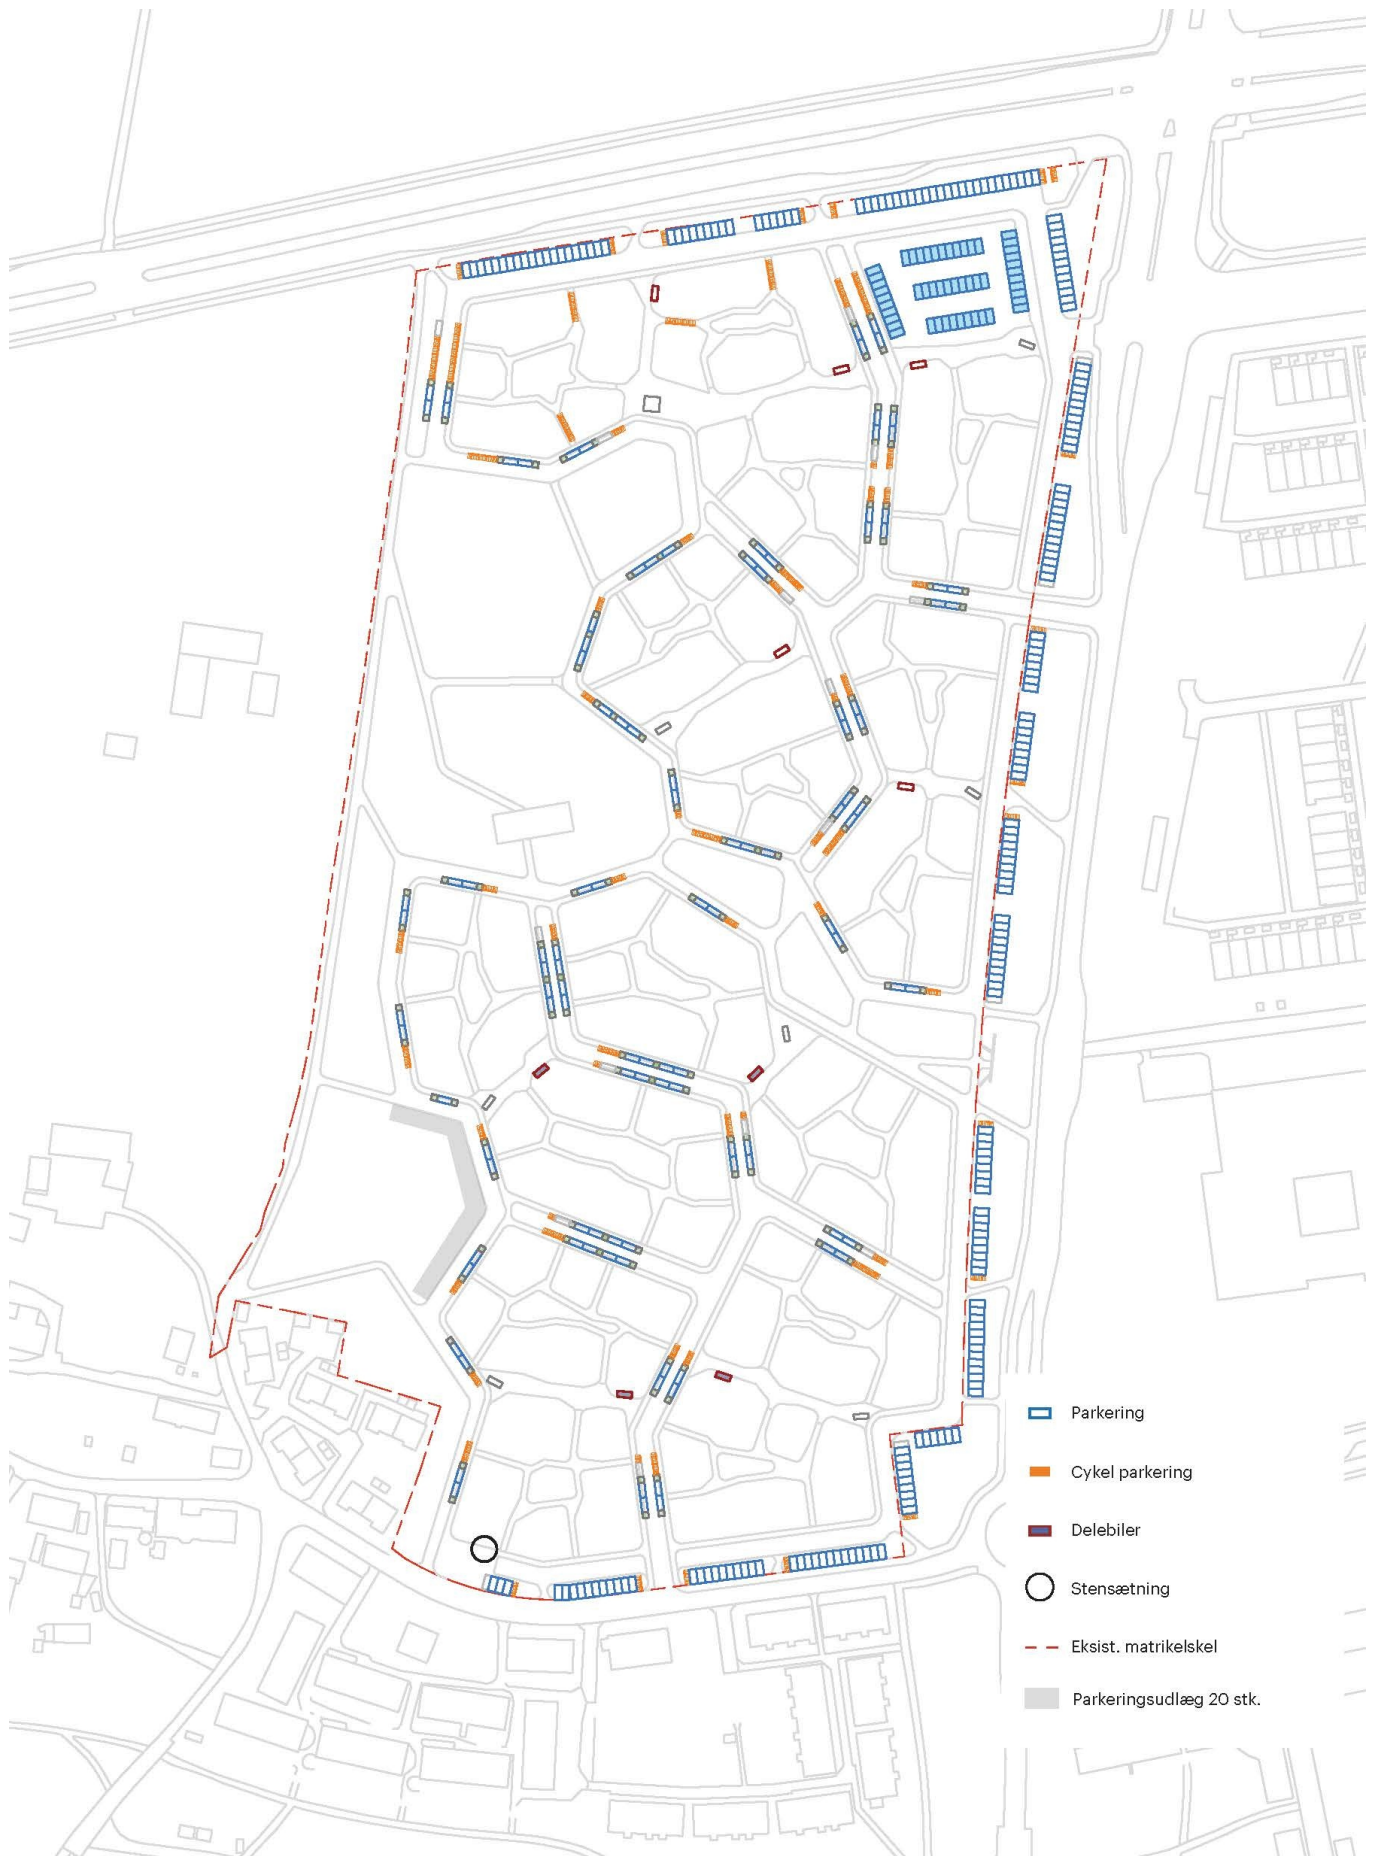 Parkering
Cykel parkering
Delebiler
Stensætning
Eksist. matrikelskel
Parkeringsudlæg 20 stk.